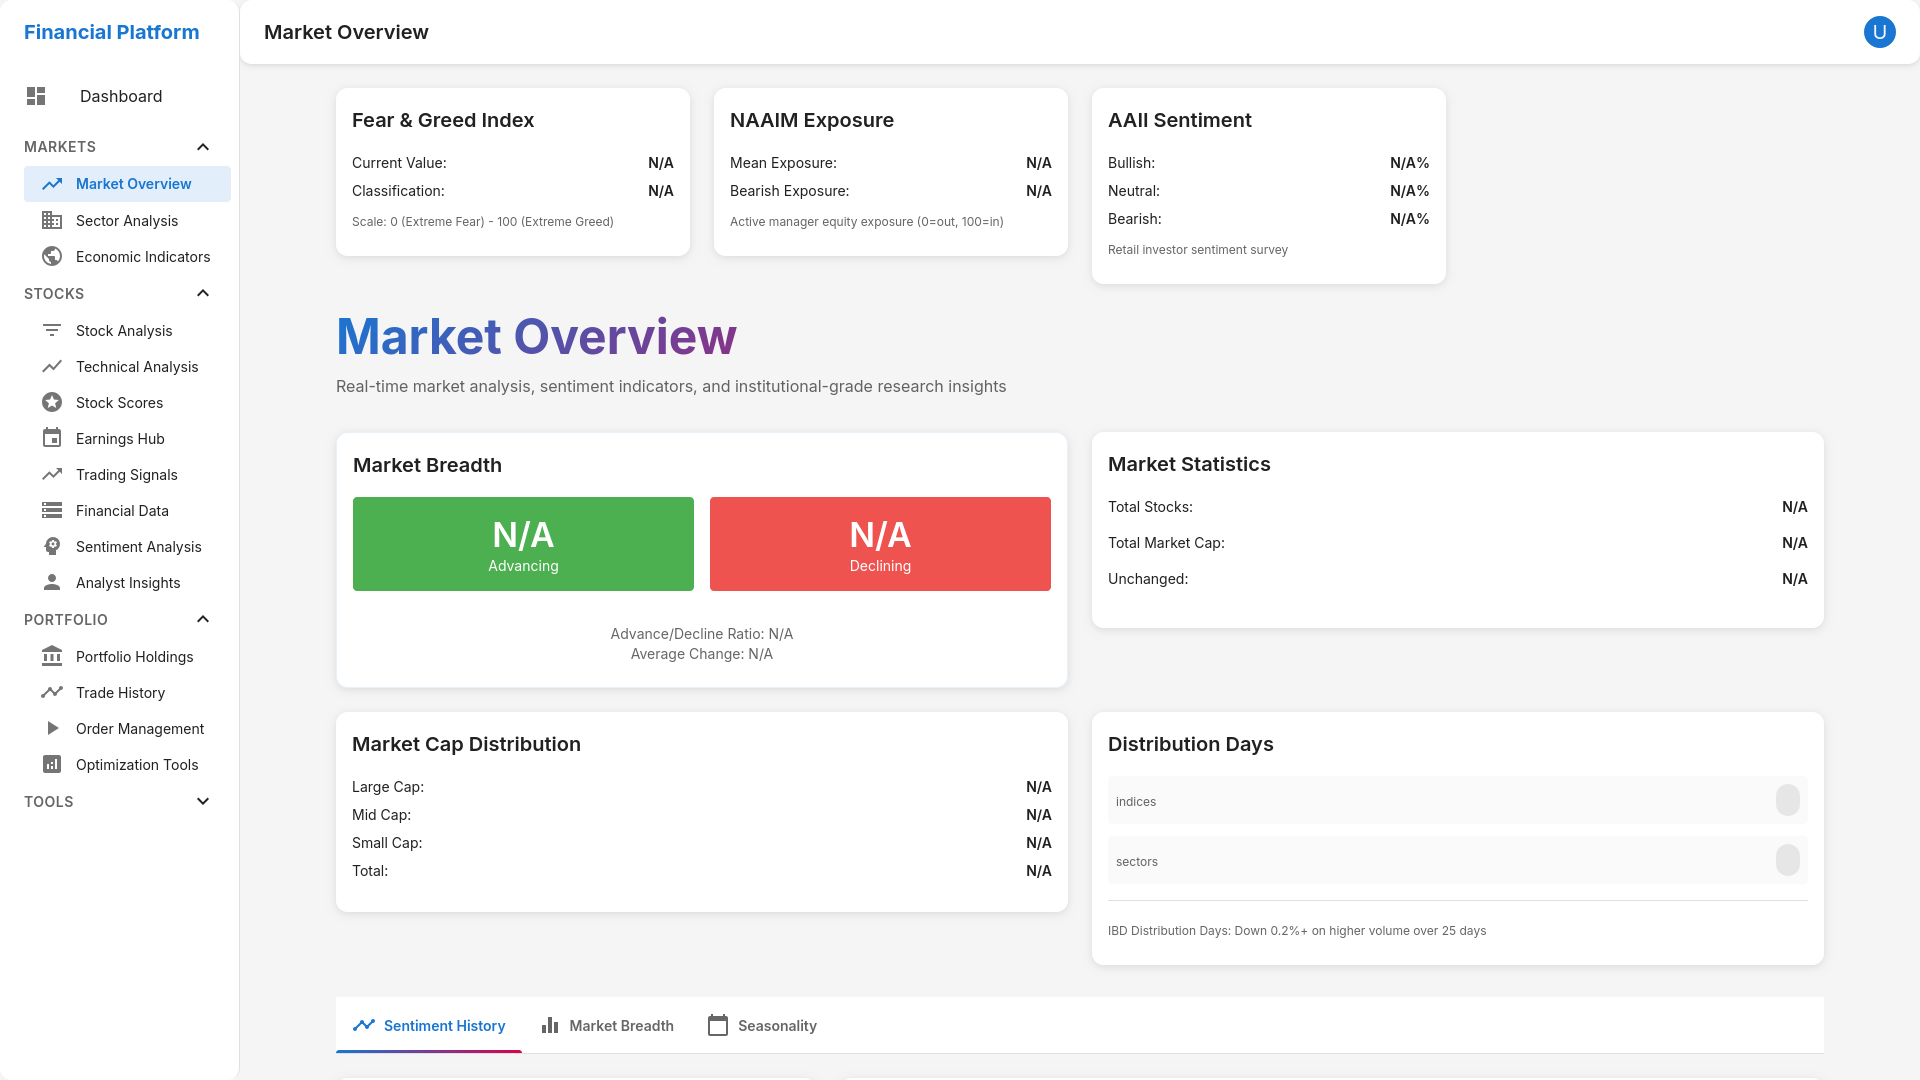 Financial Platform
Dashboard
MARKETS
Market Overview
Sector Analysis
Economic Indicators
STOCKS
Stock Analysis
Technical Analysis
Stock Scores
Earnings Hub
Trading Signals
Financial Data
Sentiment Analysis
Analyst Insights
PORTFOLIO
Portfolio Holdings
Trade History
Order Management
Optimization Tools
TOOLS
Market Overview
U
Fear & Greed Index
Current Value: N/A
Classification: N/A
Scale: 0 (Extreme Fear) - 100 (Extreme Greed)
NAAIM Exposure
Mean Exposure: N/A
Bearish Exposure: N/A
Active manager equity exposure (0=out, 100=in)
AAII Sentiment
Bullish: N/A%
Neutral: N/A%
Bearish: N/A%
Retail investor sentiment survey
Market Overview
Real-time market analysis, sentiment indicators, and institutional-grade research insights
Market Breadth
N/A
Advancing
N/A
Declining
Advance/Decline Ratio: N/A
Average Change: N/A
Market Statistics
Total Stocks: N/A
Total Market Cap: N/A
Unchanged: N/A
Market Cap Distribution
Large Cap: N/A
Mid Cap: N/A
Small Cap: N/A
Total: N/A
Distribution Days
indices
sectors
IBD Distribution Days: Down 0.2%+ on higher volume over 25 days
Sentiment History
Market Breadth
Seasonality